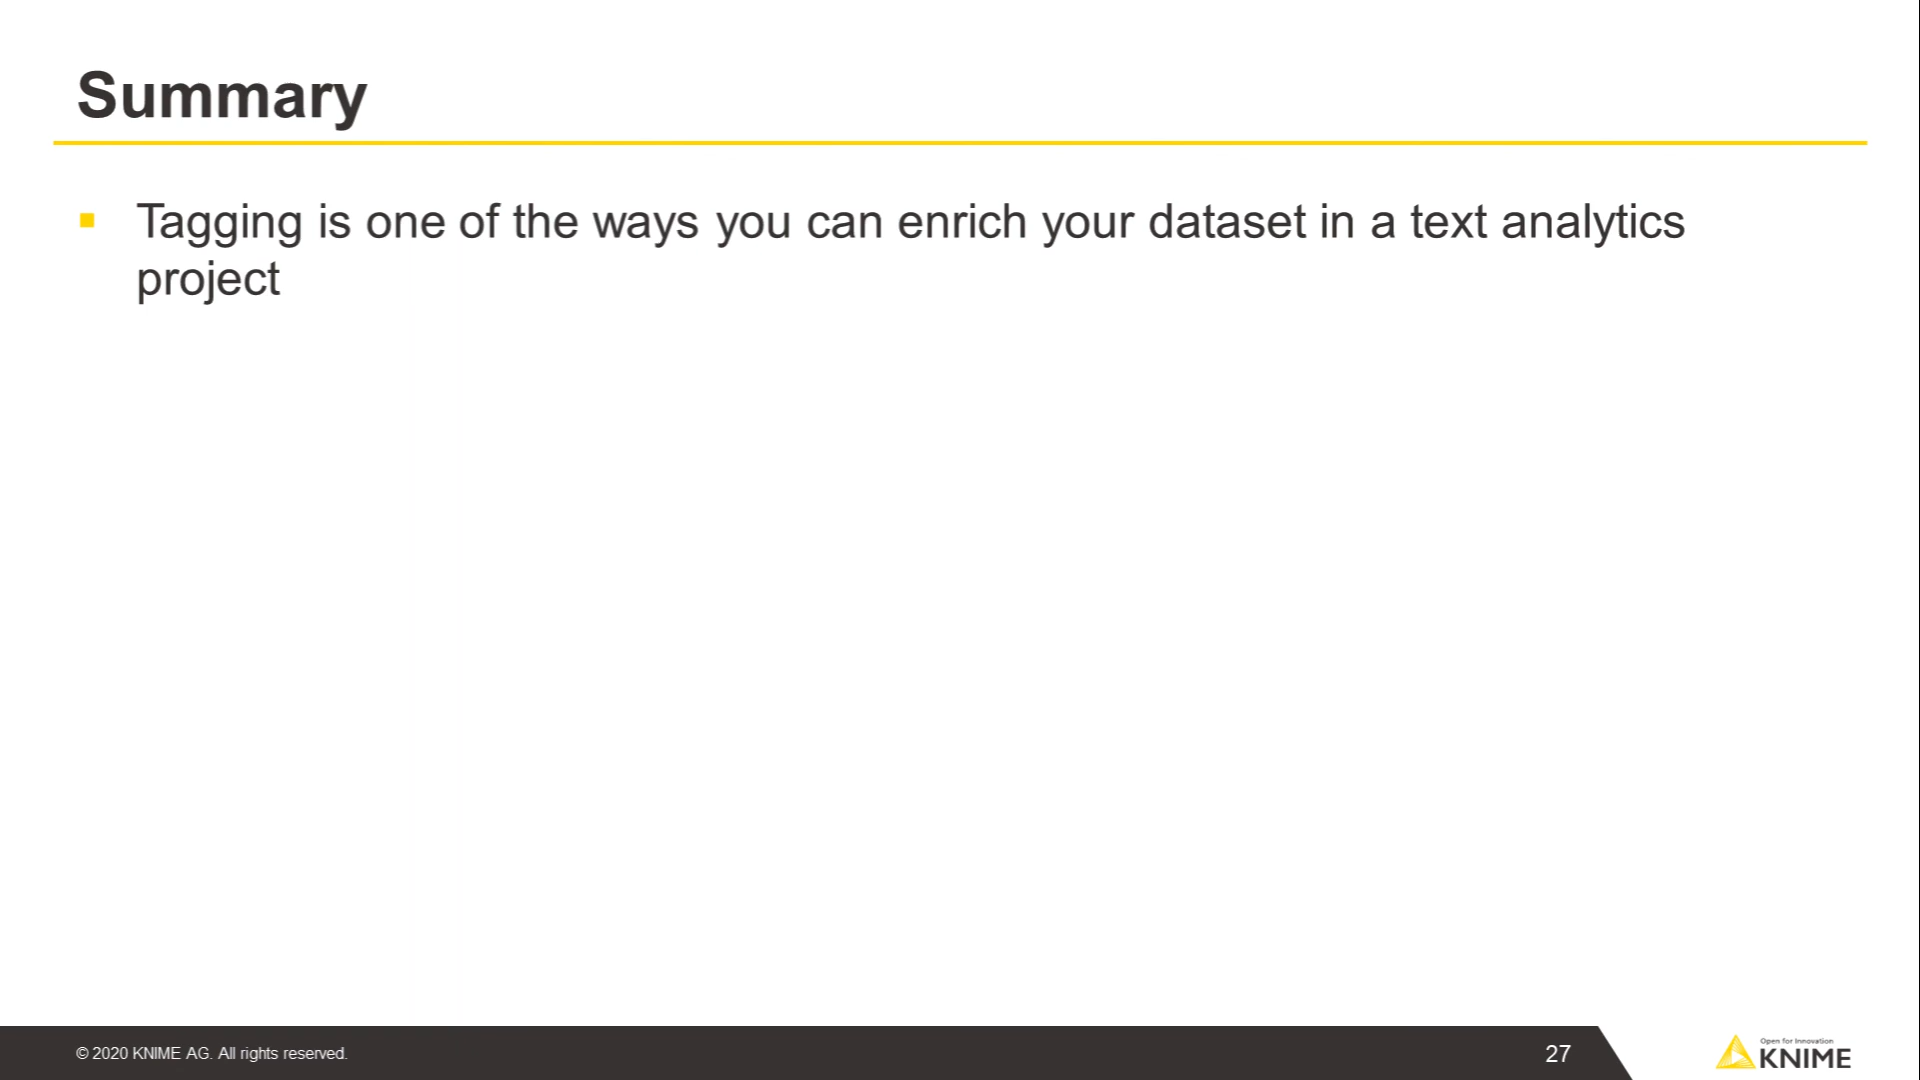 Summary
Tagging is one of the ways you can enrich your dataset in a text analytics
project
© 2020 KNIME AG. All rights reserved.
27
Open for Innovation
KNIME